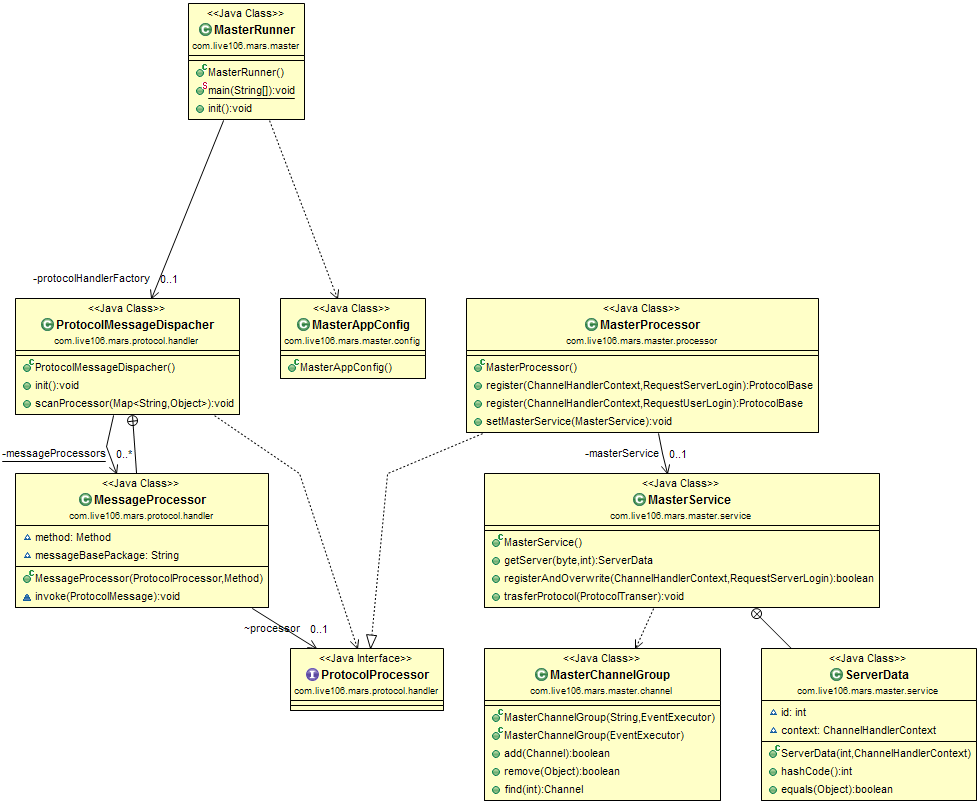 <<Java Class>>
MasterRunner
com.live106.mars.master
MasterRunner()
main(String[]):void
init():void
-protocolHandlerFactory 0..1
<<Java Class>>
ProtocolMessageDispacher
com.live106.mars.protocol.handler
ProtocolMessageDispacher()
init():void
scanProcessor(Map<String,Object>):void
<<Java Class>>
MasterAppConfig
com.live106.mars.master.config
MasterAppConfig()
<<Java Class>>
MasterProcessor
com.live106.mars.master.processor
MasterProcessor()
register(ChannelHandlerContext,RequestServerLogin):ProtocolBase
register(ChannelHandlerContext,RequestUserLogin):ProtocolBase
setMasterService(MasterService):void
-messageProcessors 0..*
-masterService 0..1
<<Java Class>>
MessageProcessor
com.live106.mars.protocol.handler
method: Method
messageBasePackage: String
MessageProcessor(ProtocolProcessor,Method)
invoke(ProtocolMessage):void
<<Java Class>>
MasterService
com.live106.mars.master.service
MasterService()
getServer(byte,int):ServerData
registerAndOverwrite(ChannelHandlerContext,RequestServerLogin):boolean
trasferProtocol(ProtocolTranser):void
~processor 0..1
<<Java Interface>>
ProtocolProcessor
com.live106.mars.protocol.handler
<<Java Class>>
MasterChannelGroup
com.live106.mars.master.channel
MasterChannelGroup(String,EventExecutor)
MasterChannelGroup(EventExecutor)
add(Channel):boolean
remove(Object):boolean
find(int):Channel
<<Java Class>>
ServerData
com.live106.mars.master.service
id: int
context: ChannelHandlerContext
ServerData(int,ChannelHandlerContext)
hashCode():int
equals(Object):boolean